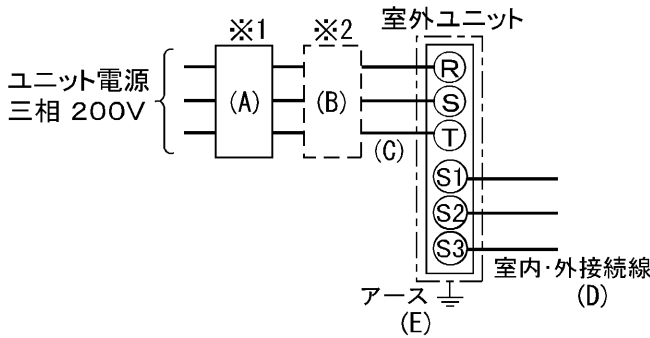 室外ユニット
※1
※2
ユニット電源
三相 200V
(A)
(B)
(C)
R
S
T
S1
S2
S3
室内・外接続線
(D)
アース
(E)